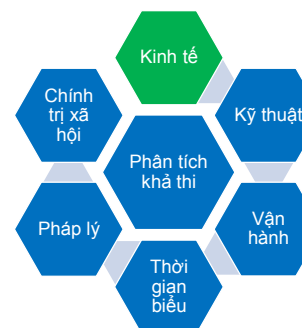 Kinh tế
Chính
trị xã
hội
Kỹ thuật
Phân tích
khả thi
Pháp lý
Vận
hành
Thời
gian
biểu